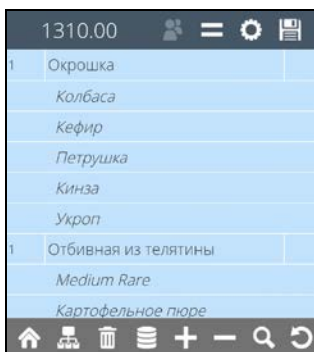 1310.00
1 Окрошка
Колбаса
Кефир
Петрушка
Кинза
Укроп
1 Отбивная из телятины
Medium Rare
Картофельное пюре